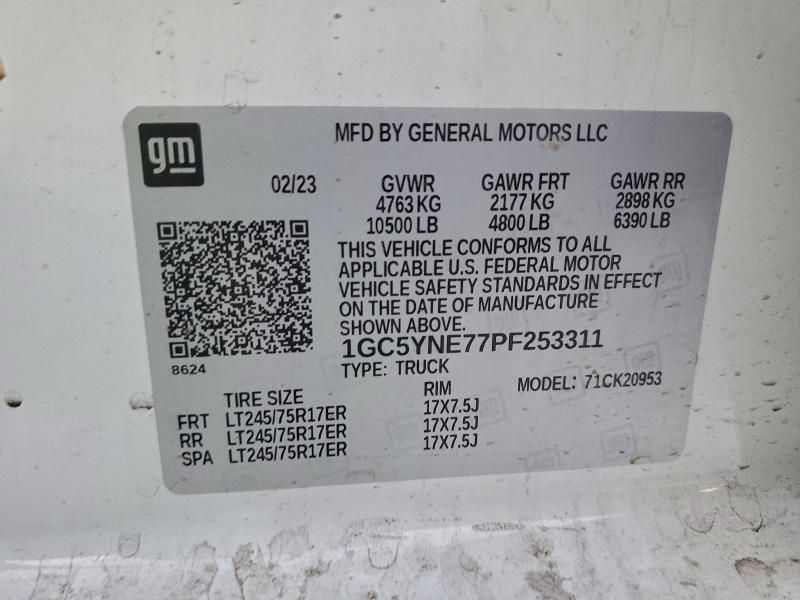 gm
MFD BY GENERAL MOTORS LLC
02/23 GVWR GAWR FRT GAWR RR
4763 KG 2177 KG 2898 KG
10500 LB 4800 LB 6390 LB
THIS VEHICLE CONFORMS TO ALL
APPLICABLE U.S. FEDERAL MOTOR
VEHICLE SAFETY STANDARDS IN EFFECT
ON THE DATE OF MANUFACTURE
SHOWN ABOVE.
1GC5YNE77PF253311
8624
TYPE: TRUCK MODEL: 71CK20953
TIRE SIZE RIM
FRT LT245/75R17ER 17X7.5J
RR LT245/75R17ER 17X7.5J
SPA LT245/75R17ER 17X7.5J